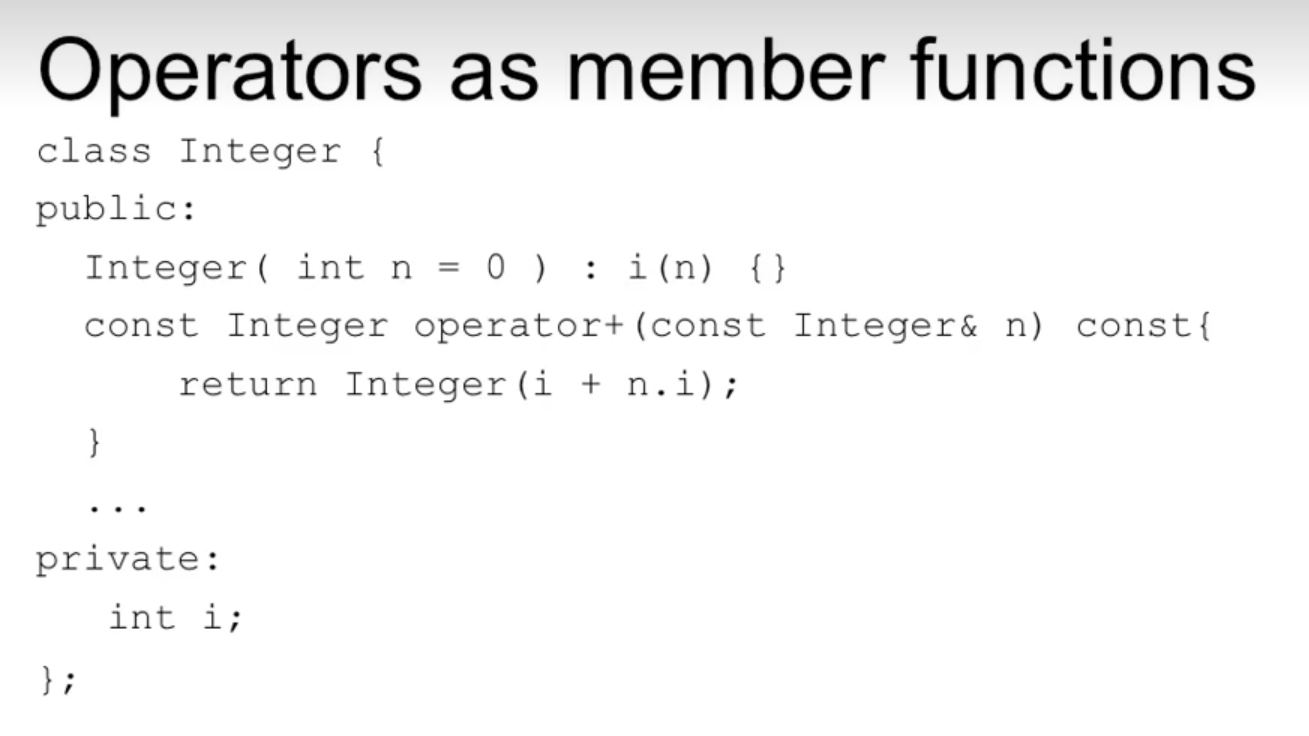 Operators as member functions
class Integer {
public:
Integer( int n = 0 ) : i(n) {}
const Integer operator+(const Integer& n) const{
return Integer(i + n.i);
}
...
private:
int i;
};